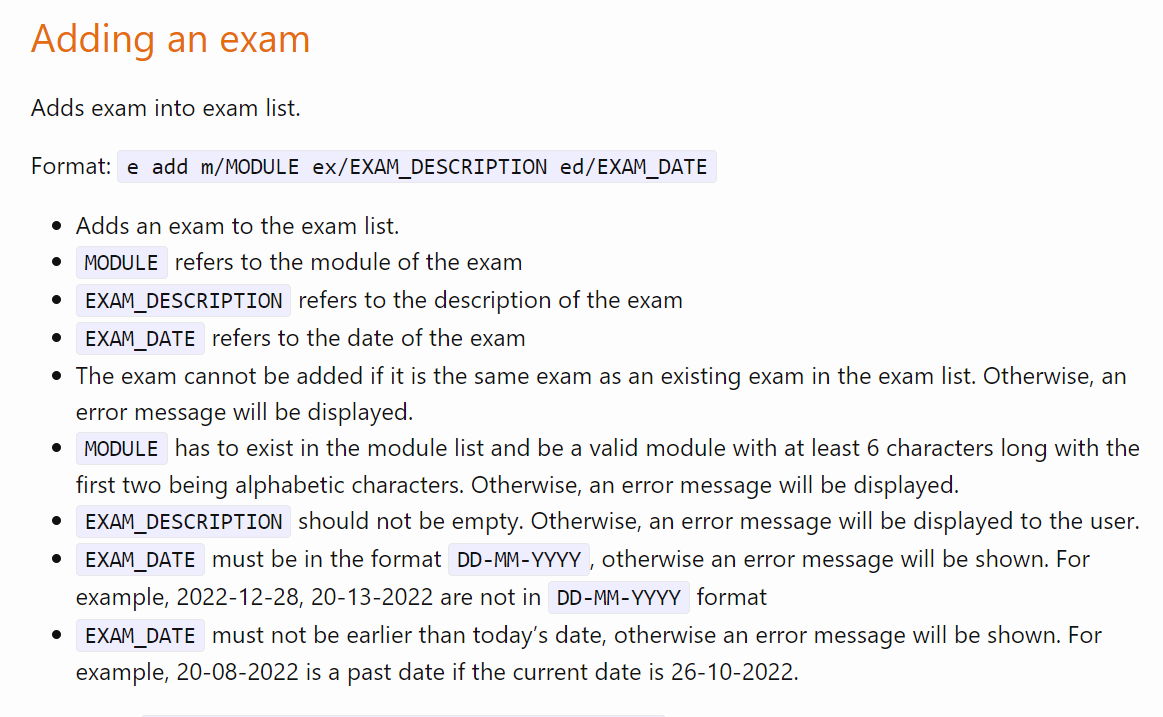 Adding an exam
Adds exam into exam list.
Format: e add m/MODULE ex/EXAM_DESCRIPTION ed/EXAM_DATE
• Adds an exam to the exam list.
• MODULE refers to the module of the exam
• EXAM_DESCRIPTION refers to the description of the exam
• EXAM_DATE refers to the date of the exam
• The exam cannot be added if it is the same exam as an existing exam in the exam list. Otherwise, an
error message will be displayed.
• MODULE has to exist in the module list and be a valid module with at least 6 characters long with the
first two being alphabetic characters. Otherwise, an error message will be displayed.
• EXAM_DESCRIPTION should not be empty. Otherwise, an error message will be displayed to the user.
• EXAM_DATE must be in the format DD-MM-YYYY, otherwise an error message will be shown. For
example, 2022-12-28, 20-13-2022 are not in DD-MM-YYYY format
• EXAM_DATE must not be earlier than today’s date, otherwise an error message will be shown. For
example, 20-08-2022 is a past date if the current date is 26-10-2022.